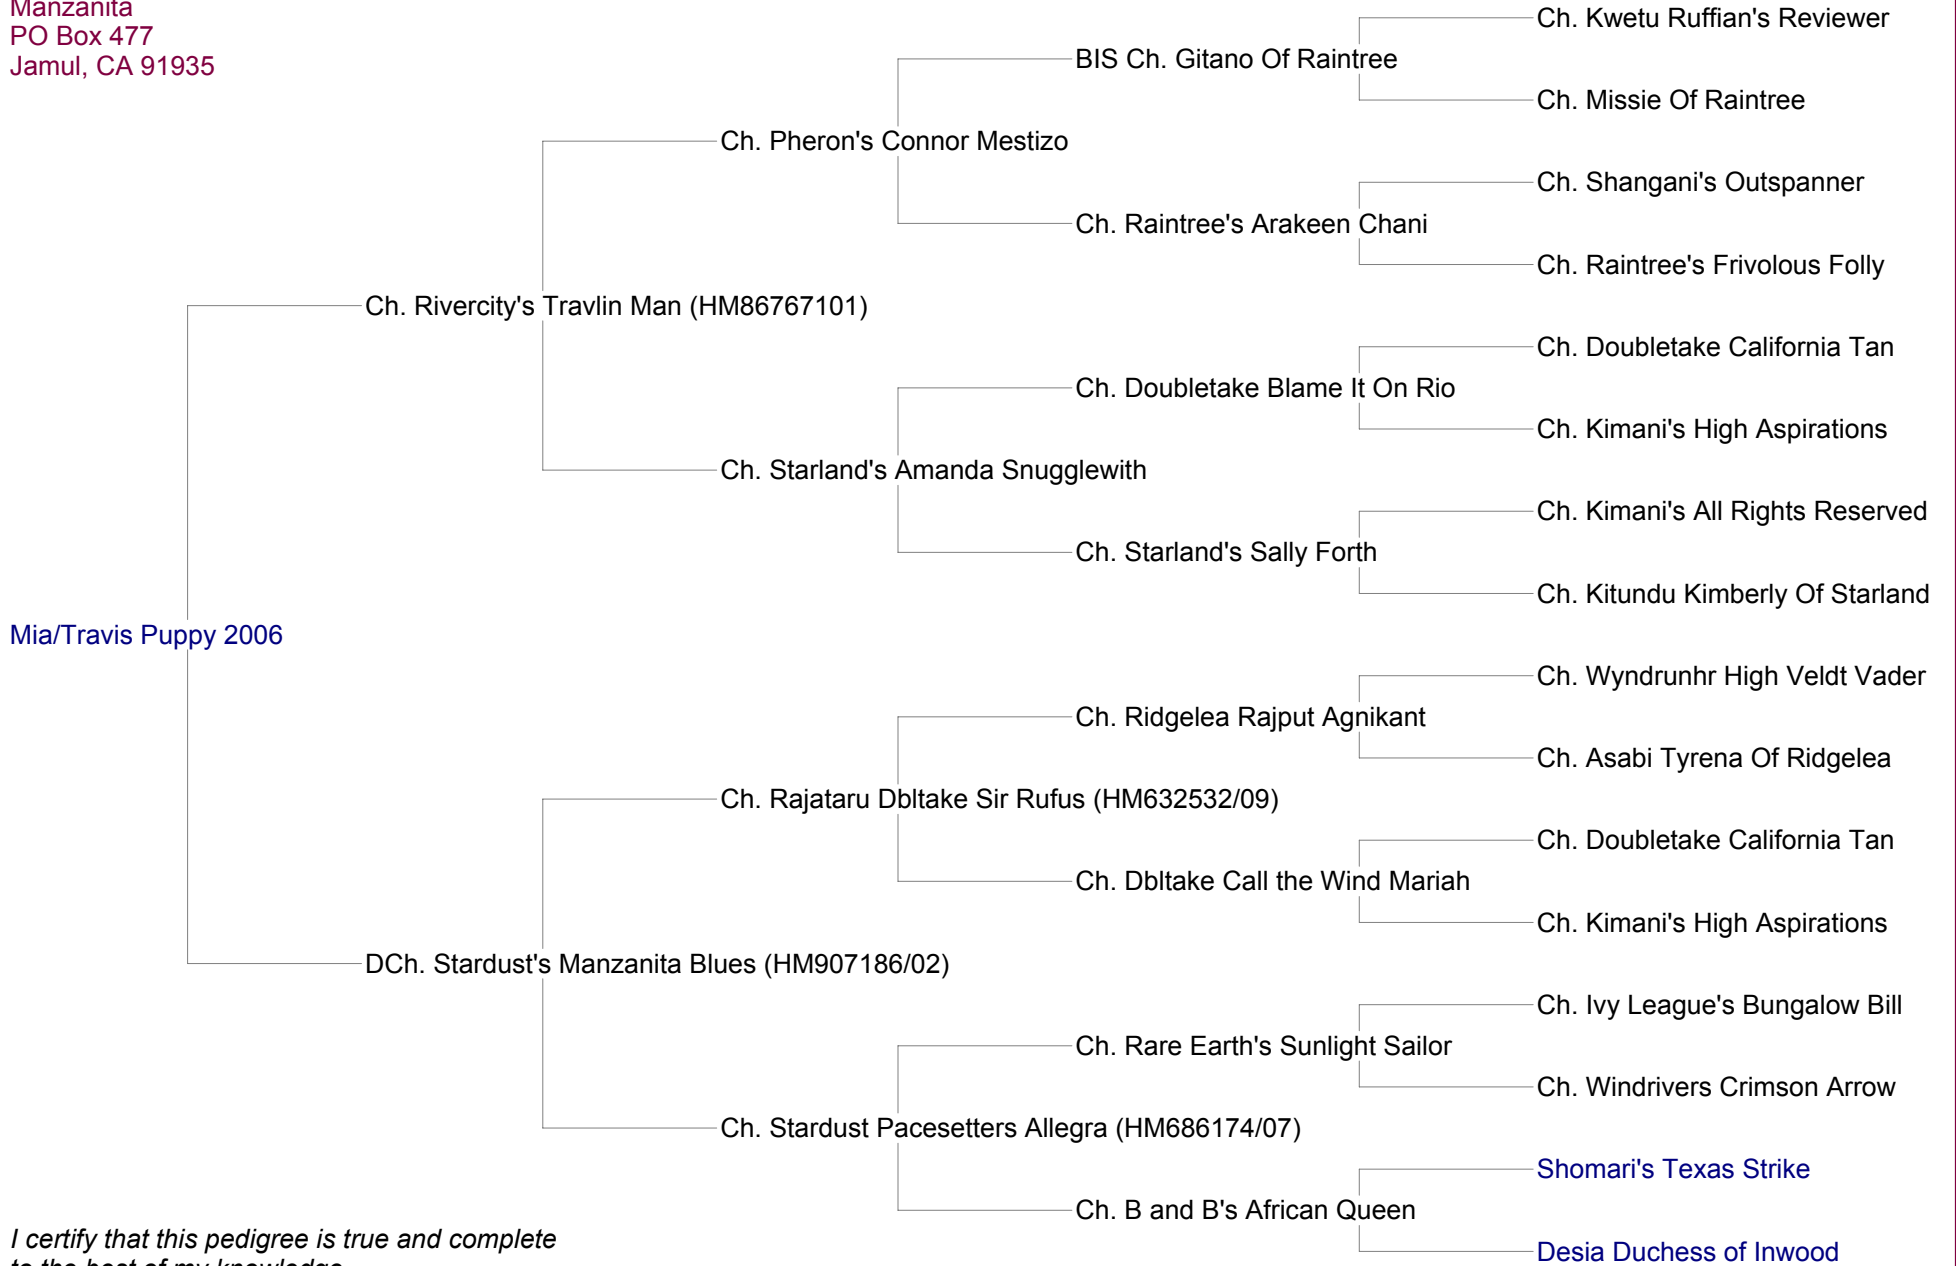 Manzanita
PO Box 477
Jamul, CA 91935
Ch. Kwetu Ruffian's Reviewer
BIS Ch. Gitano Of Raintree
Ch. Missie Of Raintree
Ch. Pheron's Connor Mestizo
Ch. Shangani's Outspanner
Ch. Raintree's Arakeen Chani
Ch. Raintree's Frivolous Folly
Ch. Rivercity's Travlin Man (HM86767101)
Ch. Doubletake California Tan
Ch. Doubletake Blame It On Rio
Ch. Kimani's High Aspirations
Ch. Starland's Amanda Snugglewith
Ch. Kimani's All Rights Reserved
Ch. Starland's Sally Forth
Ch. Kitundu Kimberly Of Starland
Mia/Travis Puppy 2006
Ch. Wyndrunhr High Veldt Vader
Ch. Ridgelea Rajput Agnikant
Ch. Asabi Tyrena Of Ridgelea
Ch. Rajataru Dbltake Sir Rufus (HM632532/09)
Ch. Doubletake California Tan
Ch. Dbltake Call the Wind Mariah
Ch. Kimani's High Aspirations
DCh. Stardust's Manzanita Blues (HM907186/02)
Ch. Ivy League's Bungalow Bill
Ch. Rare Earth's Sunlight Sailor
Ch. Windrivers Crimson Arrow
Ch. Stardust Pacesetters Allegra (HM686174/07)
Shomari's Texas Strike
Ch. B and B's African Queen
Desia Duchess of Inwood
I certify that this pedigree is true and complete
to the best of my knowledge